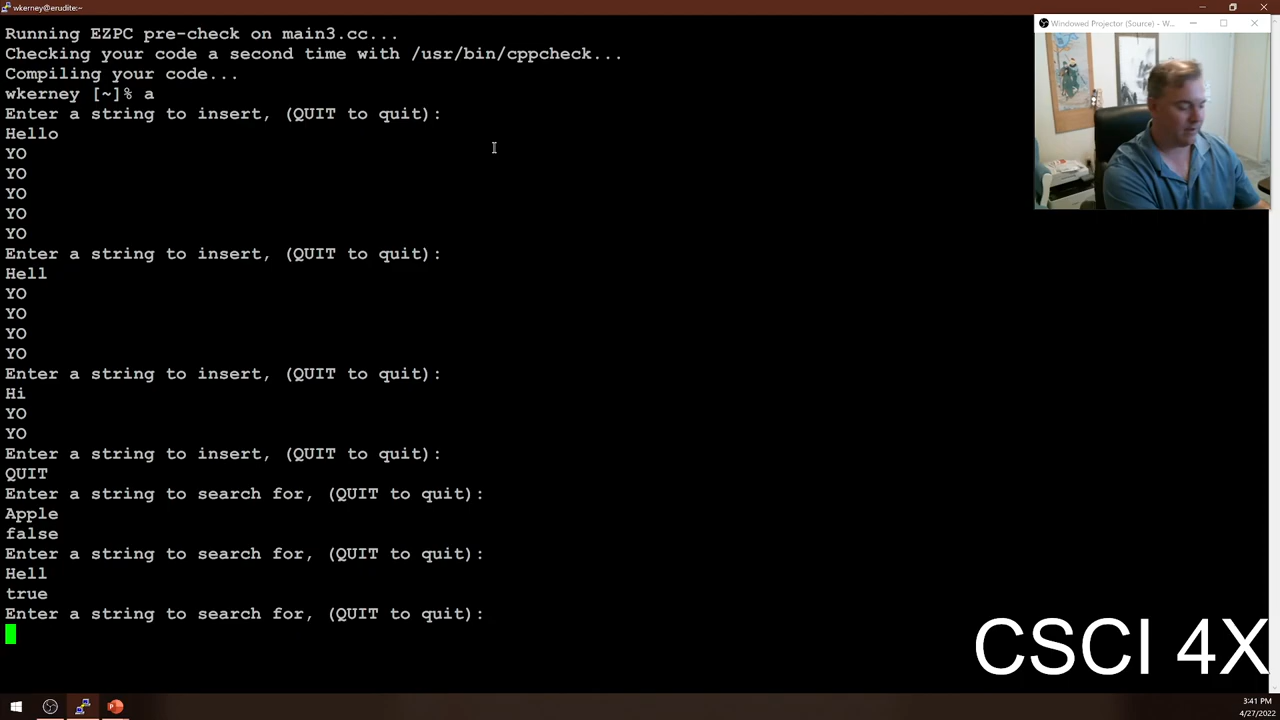 wkerney@erudite:~
Running EZPC pre-check on main3.cc...
Checking your code a second time with /usr/bin/cppcheck...
Compiling your code...
wkerney [~]% a
Enter a string to insert, (QUIT to quit):
Hello
YO
YO
YO
YO
YO
Enter a string to insert, (QUIT to quit):
Hell
YO
YO
YO
YO
Enter a string to insert, (QUIT to quit):
Hi
YO
YO
Enter a string to insert, (QUIT to quit):
QUIT
Enter a string to search for, (QUIT to quit):
Apple
false
Enter a string to search for, (QUIT to quit):
Hell
true
Enter a string to search for, (QUIT to quit):
Windowed Projector (Source) - W...
CSCI 4X
3:41 PM
4/27/2022